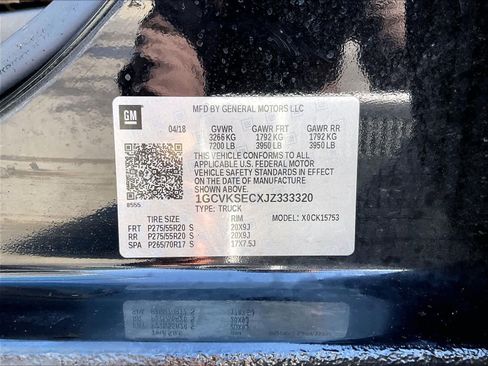 MFD BY GENERAL MOTORS LLC
GM
04/18 GVWR GAWR FRT GAWR RR
3266 KG 1792 KG 1792 KG
7200 LB 3950 LB 3950 LB
THIS VEHICLE CONFORMS TO ALL
APPLICABLE U.S. FEDERAL MOTOR
VEHICLE SAFETY STANDARDS IN
EFFECT ON THE DATE OF
MANUFACTURE SHOWN ABOVE.
1GCVKSECXJZ333320
8555
TYPE: TRUCK
TIRE SIZE RIM MODEL: X0CK15753
FRT P275/55R20 S 20X9J
RR P275/55R20 S 20X9J
SPA P265/70R17 S 17X7.5J